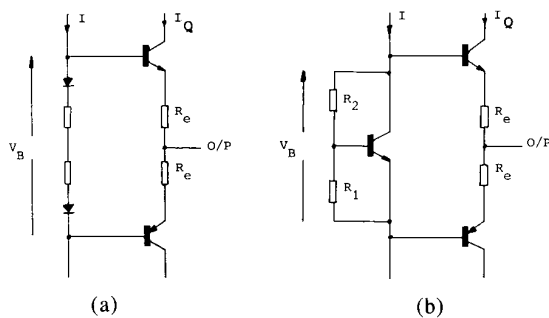 I
I_Q
V_B
R_e
O/P
R_e
(a)
I
I_Q
V_B
R_2
R_1
R_e
O/P
R_e
(b)